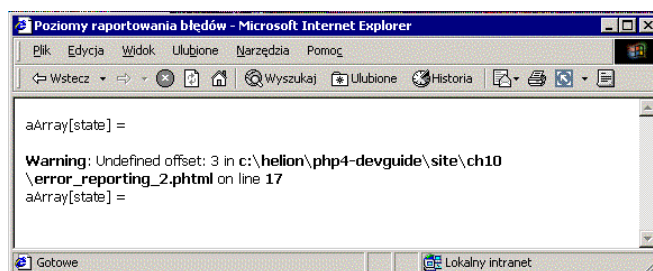 Poziomy raportowania błędów - Microsoft Internet Explorer
Plik Edycja Widok Ulubione Narzędzia Pomoc
Wstecz Wyszukaj Ulubione Historia
aArray[state] =
Warning: Undefined offset: 3 in c:\helion\php4-devguide\site\ch10
\error_reporting_2.phtml on line 17
aArray[state] =
Gotowe Lokalny intranet